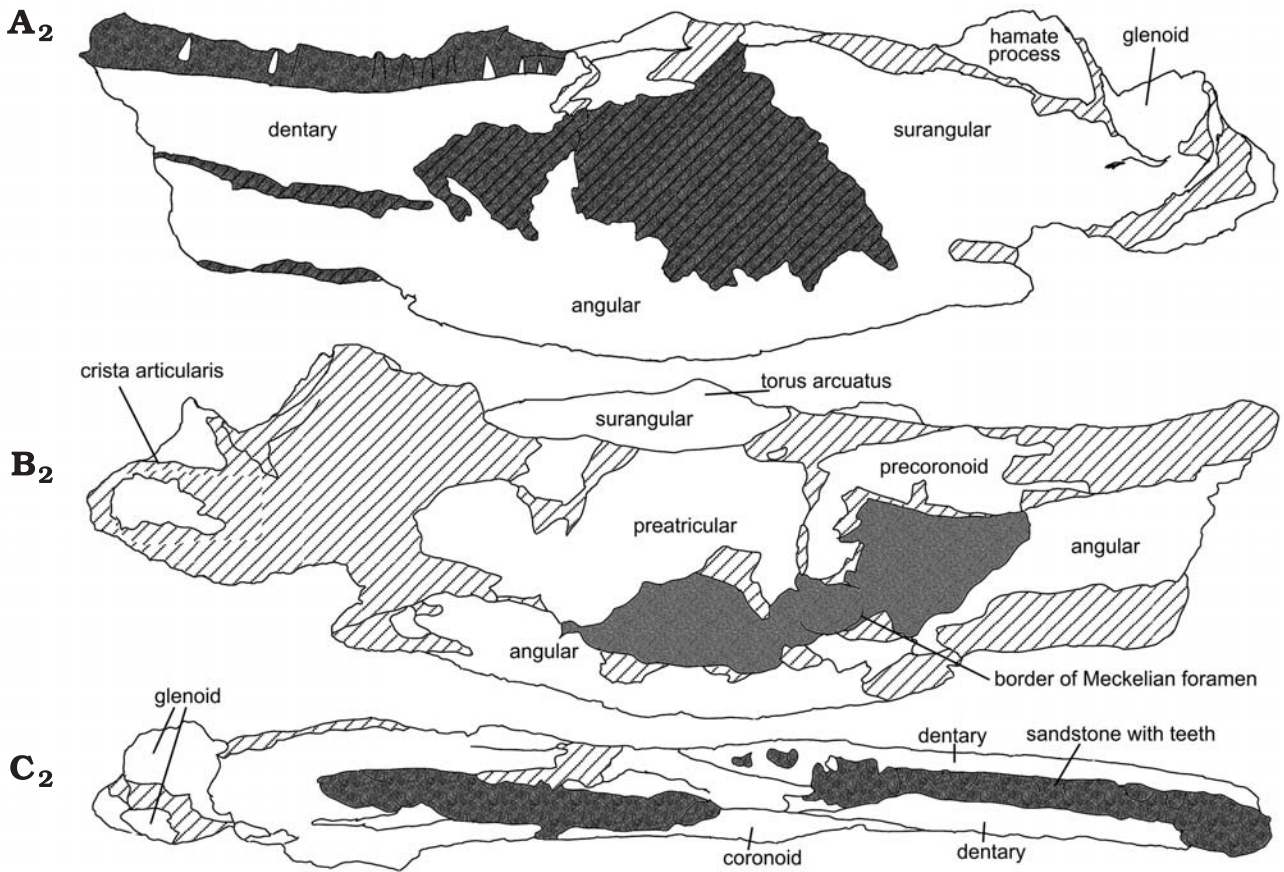 A2
hamate
process
glenoid
dentary
surangular
angular
crista articularis
torus arcuatus
surangular
B2
precoronoid
preatricular
angular
angular
border of Meckelian foramen
glenoid
dentary
sandstone with teeth
C2
coronoid
dentary